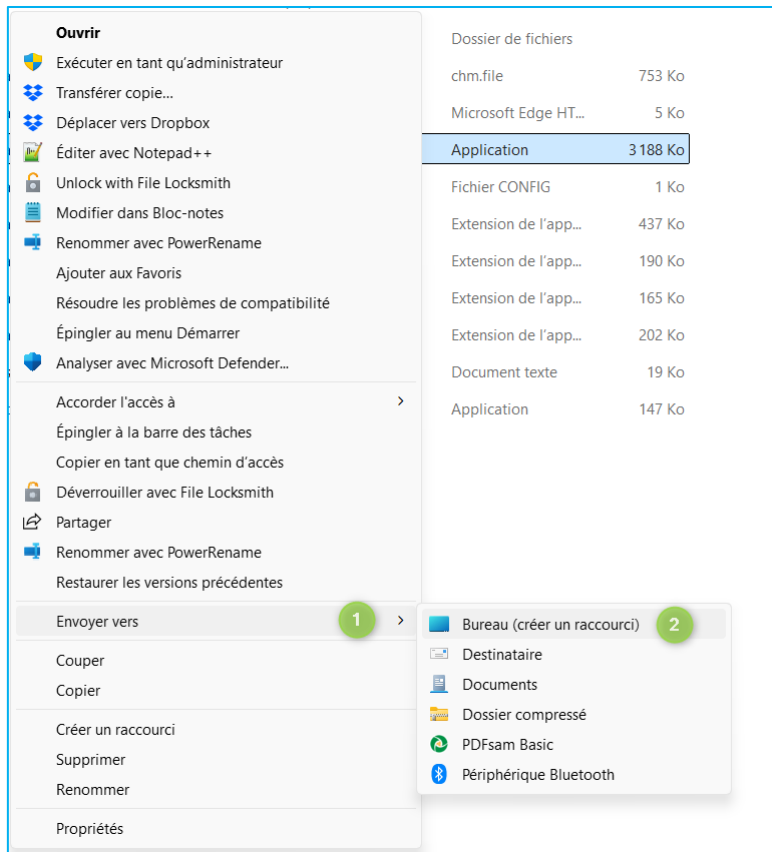 Ouvrir
Exécuter en tant qu'administrateur
Transférer copie...
Déplacer vers Dropbox
Éditer avec Notepad++
Unlock with File Locksmith
Modifier dans Bloc-notes
Renommer avec PowerRename
Ajouter aux Favoris
Résoudre les problèmes de compatibilité
Épingler au menu Démarrer
Analyser avec Microsoft Defender...
Accorder l'accès à
Épingler à la barre des tâches
Copier en tant que chemin d'accès
Déverrouiller avec File Locksmith
Partager
Renommer avec PowerRename
Restaurer les versions précédentes
Envoyer vers 1
Couper
Copier
Créer un raccourci
Supprimer
Renommer
Propriétés
Bureau (créer un raccourci) 2
Destinataire
Documents
Dossier compressé
PDFsam Basic
Périphérique Bluetooth
Dossier de fichiers
chm.file 753 Ko
Microsoft Edge HT... 5 Ko
Application 3 188 Ko
Fichier CONFIG 1 Ko
Extension de l'app... 437 Ko
Extension de l'app... 190 Ko
Extension de l'app... 165 Ko
Extension de l'app... 202 Ko
Document texte 19 Ko
Application 147 Ko